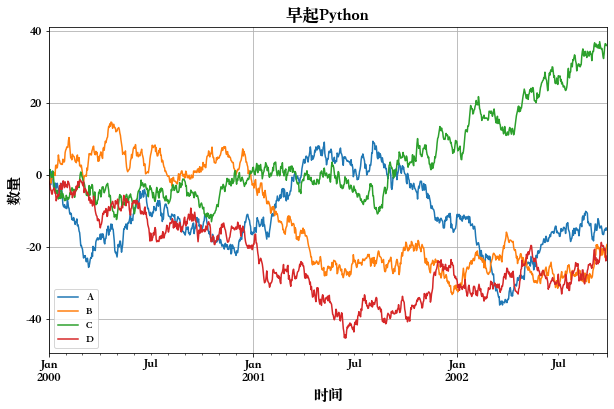 早起Python
数量
40
20
0
-20
-40
A
B
C
D
Jan
2000
Jul
Jan
2001
Jul
Jan
2002
Jul
时间